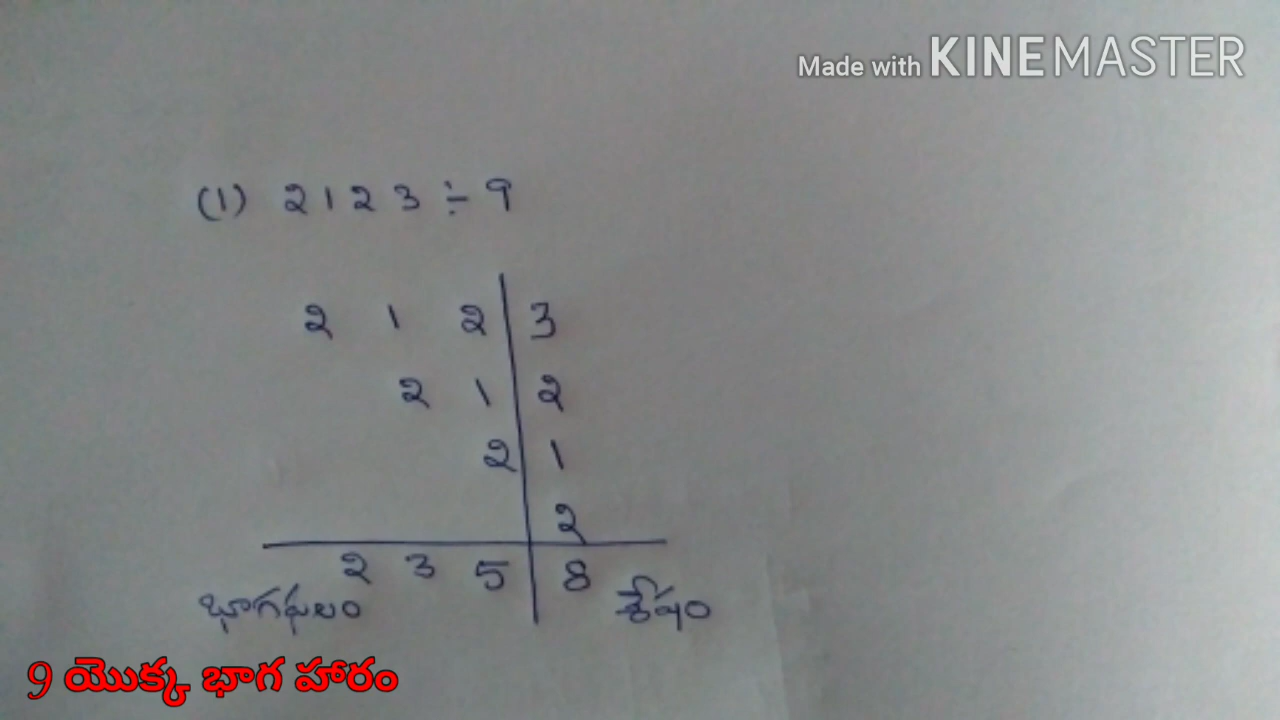 Made with KINEMASTER
(1) 2123 ÷ 9
2 1 2 | 3
2 1 | 2
2 | 1
2
2 3 5 | 8
భాగఫలం శేషం
9 యొక్క భాగ హారం